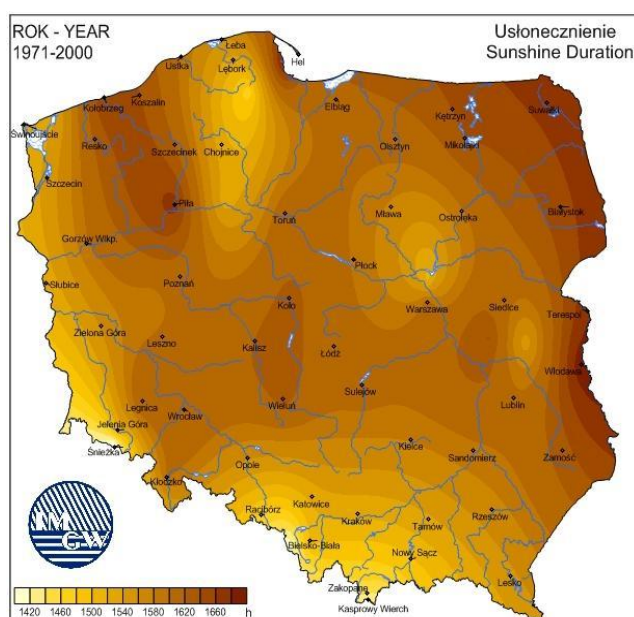 ROK - YEAR
1971-2000
Usłonecznienie
Sunshine Duration
Łeba
Ustka
Lębork
Hel
Kołobrzeg
Koszalin
Elbląg
Kętrzyn
Suwałki
Świnoujście
Resko
Szczecinek
Chojnice
Olsztyn
Mikołajki
Szczecin
Piła
Toruń
Mława
Ostrołęka
Białystok
Gorzów Wlkp.
Płock
Słubice
Poznań
Koło
Warszawa
Siedlce
Terespol
Zielona Góra
Leszno
Kalisz
Łódź
Włodawa
Sulejów
Legnica
Wrocław
Wieluń
Lublin
Jelenia Góra
Śnieżka
Opole
Kielce
Sandomierz
Zamość
Kłodzko
Racibórz
Katowice
Kraków
Tarnów
Rzeszów
Bielsko-Biała
Nowy Sącz
Zakopane
Lesko
Kasprowy Wierch
IMGW
1420 1460 1500 1540 1580 1620 1660 h